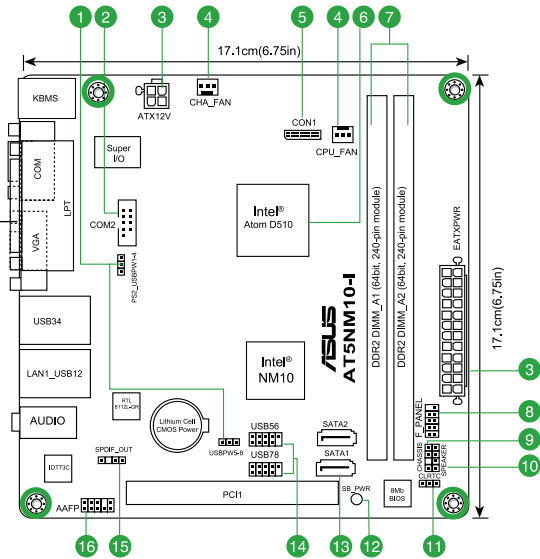 1
2
3
4
5
4
6
7
17.1cm(6.75in)
KBMS
ATX12V
CHA_FAN
CON1
CPU_FAN
Super
I/O
COM
LPT
VGA
COM2
PS2_USBPW1-4
Intel®
Atom D510
DDR2 DIMM_A1 (64bit, 240-pin module)
DDR2 DIMM_A2 (64bit, 240-pin module)
EATXPWR
17.1cm(6.75in)
USB34
ASUS
AT5NM10-I
LAN1_USB12
Intel®
NM10
3
RTL
8112L-GR
AUDIO
Lithium Cell
CMOS Power
USB56
SATA2
F_PANEL
8
USBPW5-8
USB78
SATA1
CHASSIS
SPEAKER
9
10
IDT73C
SPDIF_OUT
CLRTC
PCI1
SB_PWR
8Mb
BIOS
AAFP
16
15
14
13
12
11